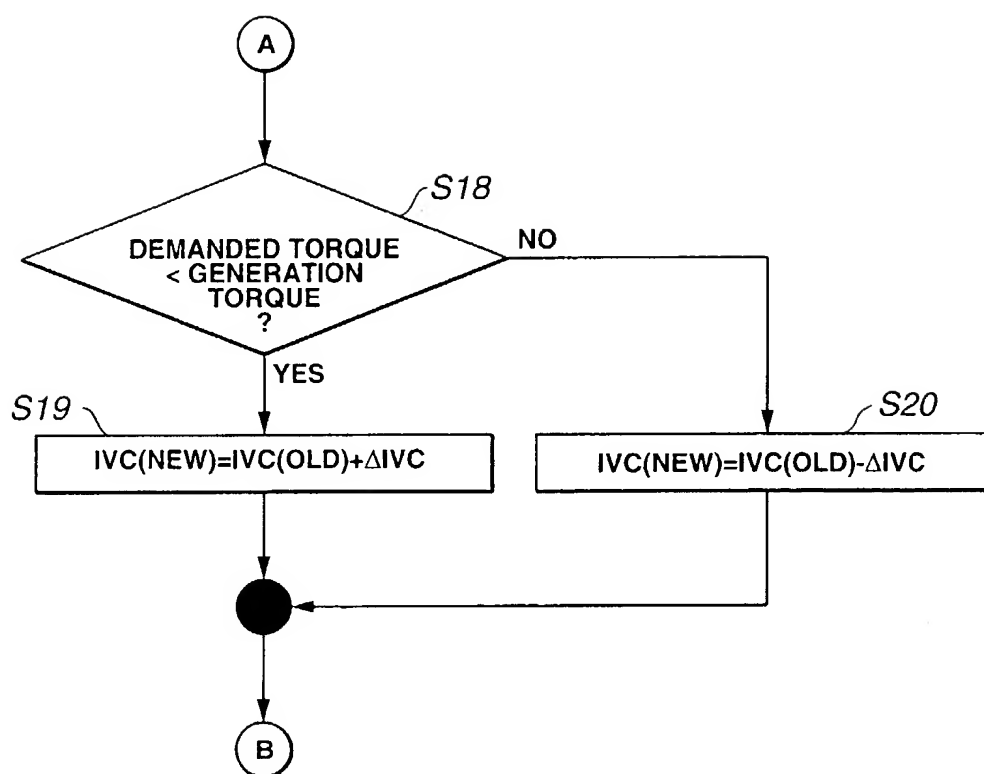 A
S18
DEMANDED TORQUE
< GENERATION
TORQUE
?
NO
YES
S19
IVC(NEW)=IVC(OLD)+ΔIVC
S20
IVC(NEW)=IVC(OLD)-ΔIVC
B